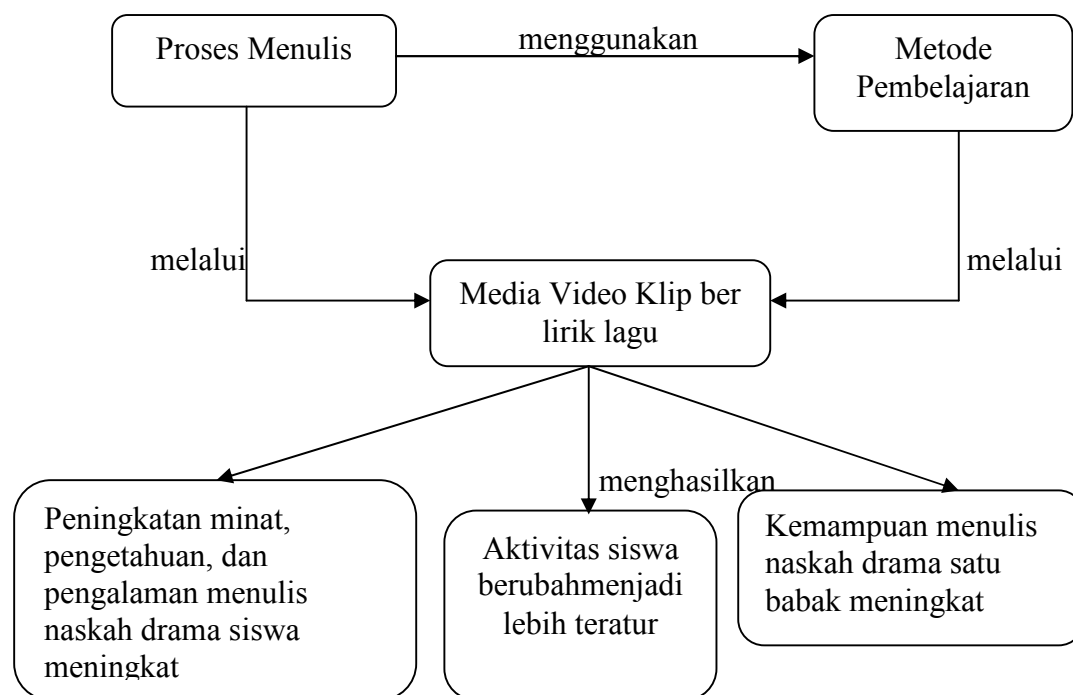 Proses Menulis
menggunakan
Metode
Pembelajaran
melalui
melalui
Media Video Klip ber
lirik lagu
menghasilkan
Peningkatan minat,
pengetahuan, dan
pengalaman menulis
naskah drama siswa
meningkat
Aktivitas siswa
berubahmenjadi
lebih teratur
Kemampuan menulis
naskah drama satu
babak meningkat